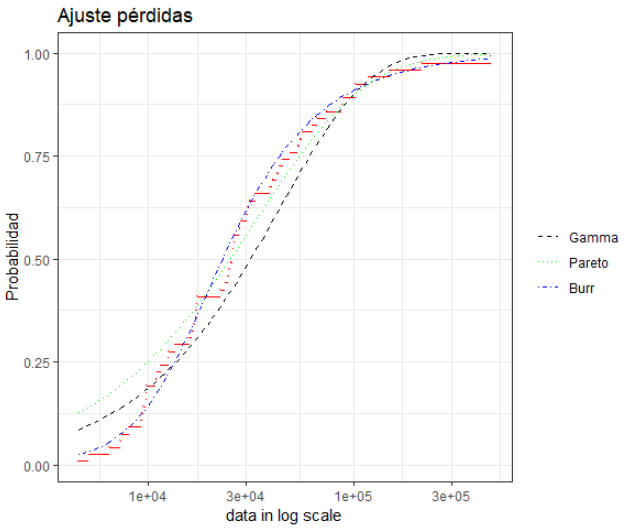 Ajuste pérdidas
Probabilidad
1.00
0.75
0.50
0.25
0.00
1e+04
3e+04
1e+05
3e+05
data in log scale
Gamma
Pareto
Burr